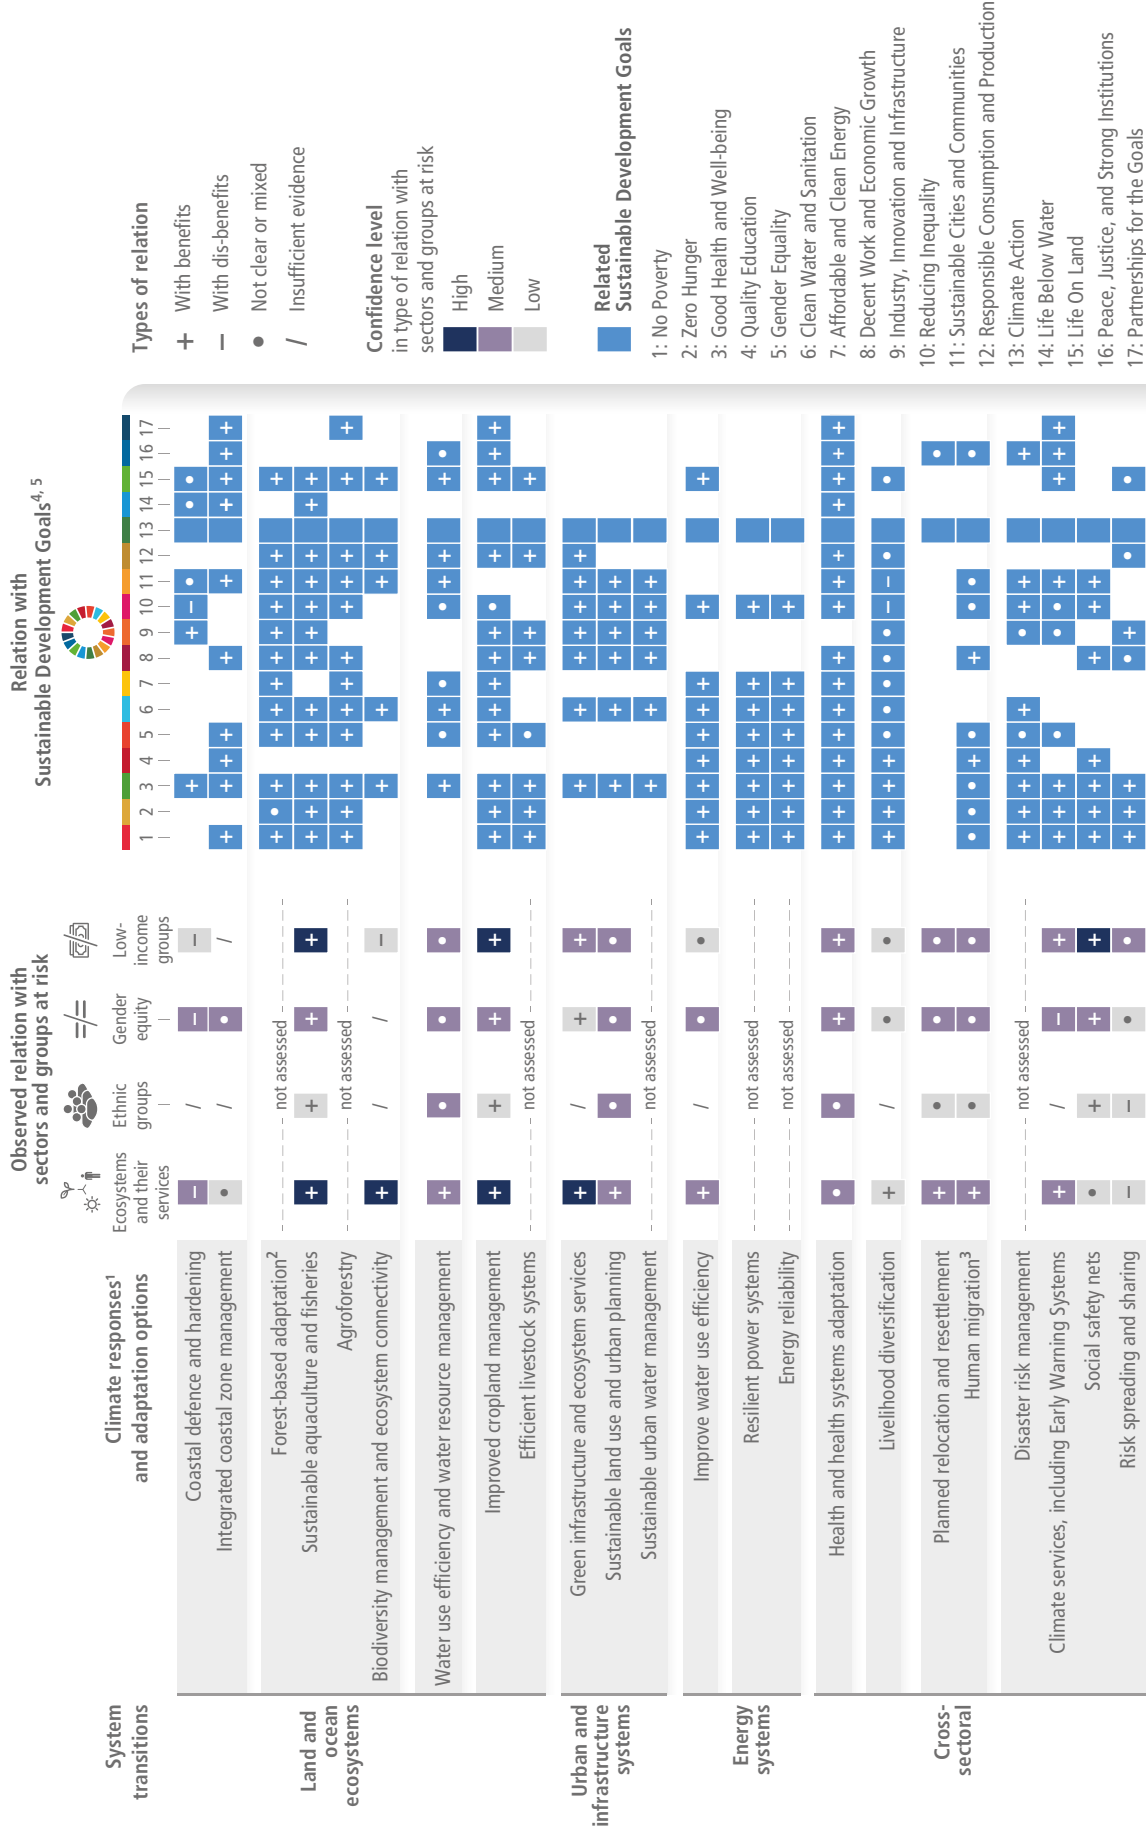 Observed relation with
sectors and groups at risk
Relation with
Sustainable Development Goals4, 5
System
transitions
Climate responses¹
and adaptation options
Ecosystems
and their
services
Ethnic
groups
Gender
equity
Low-
income
groups
1 2 3 4 5 6 7 8 9 10 11 12 13 14 15 16 17
Land and
ocean
ecosystems
Coastal defence and hardening – / – – + + – • • •
Integrated coastal zone management • / • / + + + + + + + + + +
Forest-based adaptation² not assessed + • + + + + + + + + + +
Sustainable aquaculture and fisheries + + + + + + + + + + + + + + + +
Agroforestry not assessed + + + + + + + + + + + +
Biodiversity management and ecosystem connectivity + / / – + + + + +
Water use efficiency and water resource management + • • • + • + • • + + + •
Improved cropland management + + + + + + + + + + + + • + + + +
Efficient livestock systems not assessed + + + • + + + +
Urban and
infrastructure
systems
Green infrastructure and ecosystem services + / + + + + + + + + +
Sustainable land use and urban planning + • • • + + + + + +
Sustainable urban water management not assessed + + + + + +
Energy
systems
Improve water use efficiency + / • • + + + + + + + + +
Resilient power systems not assessed + + + + + + + +
Energy reliability not assessed + + + + + + + +
Cross-
sectoral
Health and health systems adaptation • • + + + + + + + + + + + + + + + + +
Livelihood diversification + / • • + + + + • • • • • – – • •
Planned relocation and resettlement + • • • •
Human migration³ + • • • • • • + • + • • •
Disaster risk management not assessed + + + + • + • + + +
Climate services, including Early Warning Systems + / – + + + + • • • + + + +
Social safety nets • + + + + + + + + + +
Risk spreading and sharing – – • • + + + • + • •
Types of relation
+ With benefits
– With dis-benefits
• Not clear or mixed
/ Insufficient evidence
Confidence level
in type of relation with
sectors and groups at risk
High
Medium
Low
Related
Sustainable Development Goals
1: No Poverty
2: Zero Hunger
3: Good Health and Well-being
4: Quality Education
5: Gender Equality
6: Clean Water and Sanitation
7: Affordable and Clean Energy
8: Decent Work and Economic Growth
9: Industry, Innovation and Infrastructure
10: Reducing Inequality
11: Sustainable Cities and Communities
12: Responsible Consumption and Production
13: Climate Action
14: Life Below Water
15: Life On Land
16: Peace, Justice, and Strong Institutions
17: Partnerships for the Goals